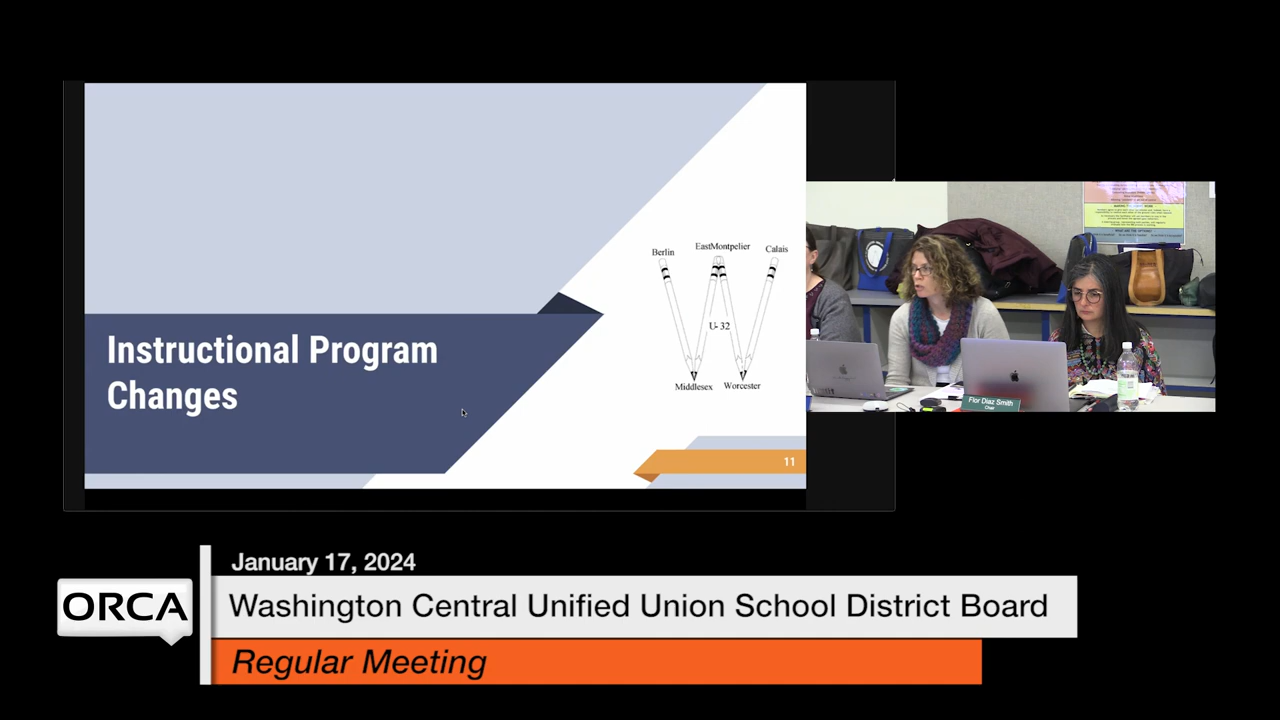 Instructional Program
Changes
Berlin
EastMontpelier
Calais
U-32
Middlesex
Worcester
11
Flor Diaz Smith
Chair
January 17, 2024
ORCA
Washington Central Unified Union School District Board
Regular Meeting